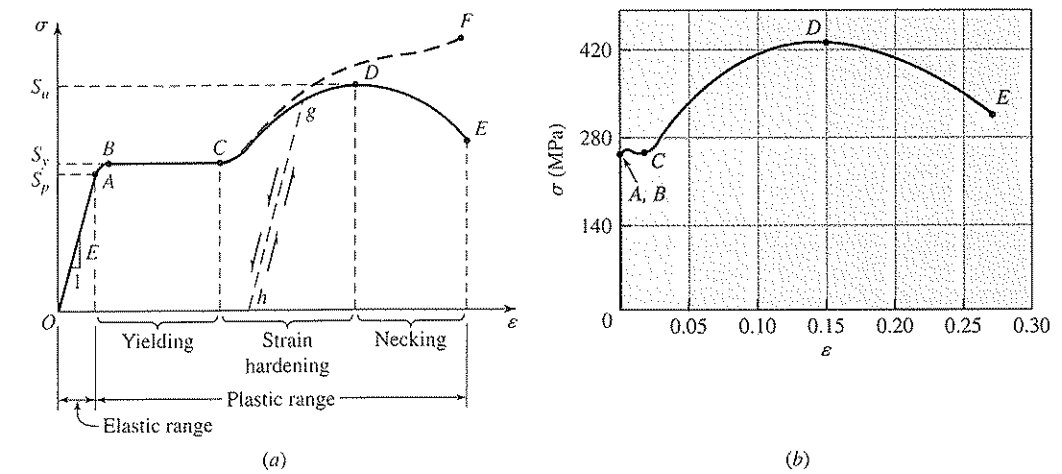 σ
F
S_u
D
g
E
S_y
B
C
S_p
A
E
1
h
O
ε
Yielding
Strain
hardening
Necking
Plastic range
Elastic range
(a)
D
420
E
280
C
σ (MPa)
A, B
140
0
0.05
0.10
0.15
0.20
0.25
0.30
ε
(b)